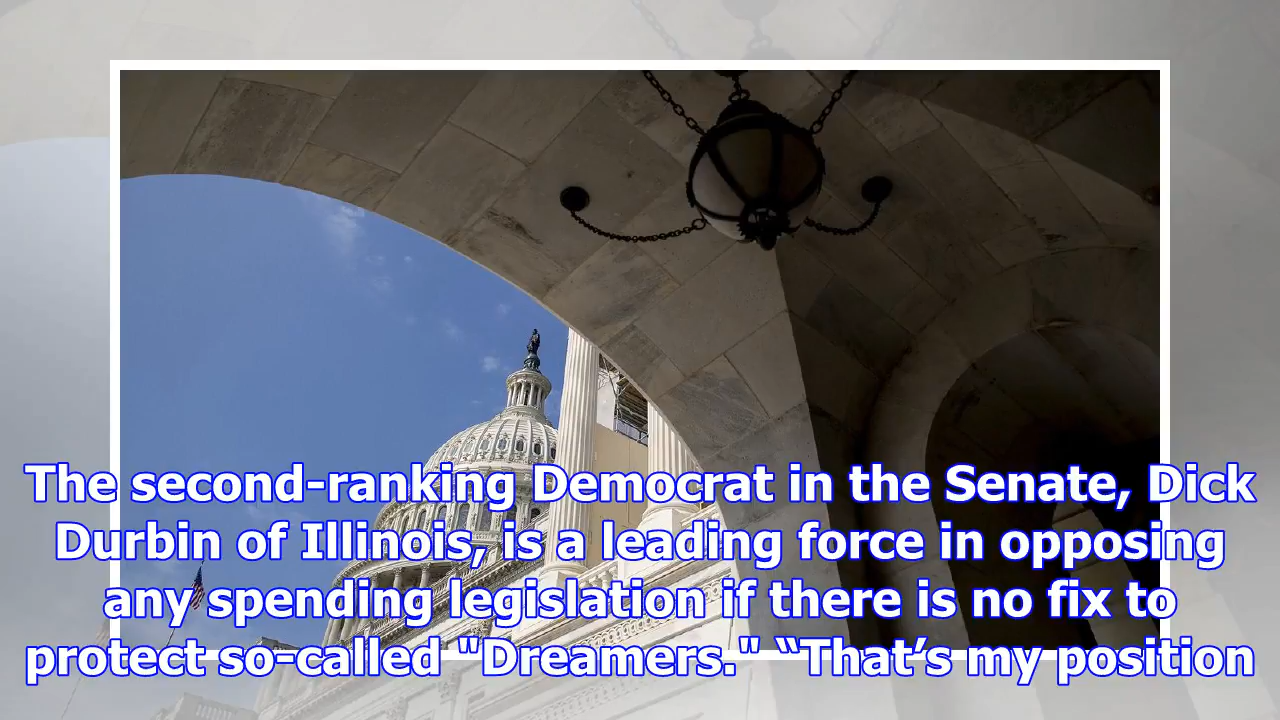 The second-ranking Democrat in the Senate, Dick
Durbin of Illinois, is a leading force in opposing
any spending legislation if there is no fix to
protect so-called "Dreamers." “That’s my position